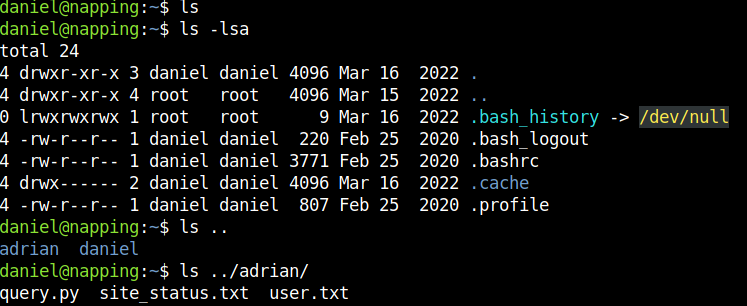 daniel@napping:~$ ls
daniel@napping:~$ ls -lsa
total 24
4 drwxr-xr-x 3 daniel daniel 4096 Mar 16  2022 .
4 drwxr-xr-x 4 root   root   4096 Mar 15  2022 ..
0 lrwxrwxrwx 1 root   root      9 Mar 16  2022 .bash_history -> /dev/null
4 -rw-r--r-- 1 daniel daniel  220 Feb 25  2020 .bash_logout
4 -rw-r--r-- 1 daniel daniel 3771 Feb 25  2020 .bashrc
4 drwx------ 2 daniel daniel 4096 Mar 16  2022 .cache
4 -rw-r--r-- 1 daniel daniel  807 Feb 25  2020 .profile
daniel@napping:~$ ls ..
adrian  daniel
daniel@napping:~$ ls ../adrian/
query.py  site_status.txt  user.txt